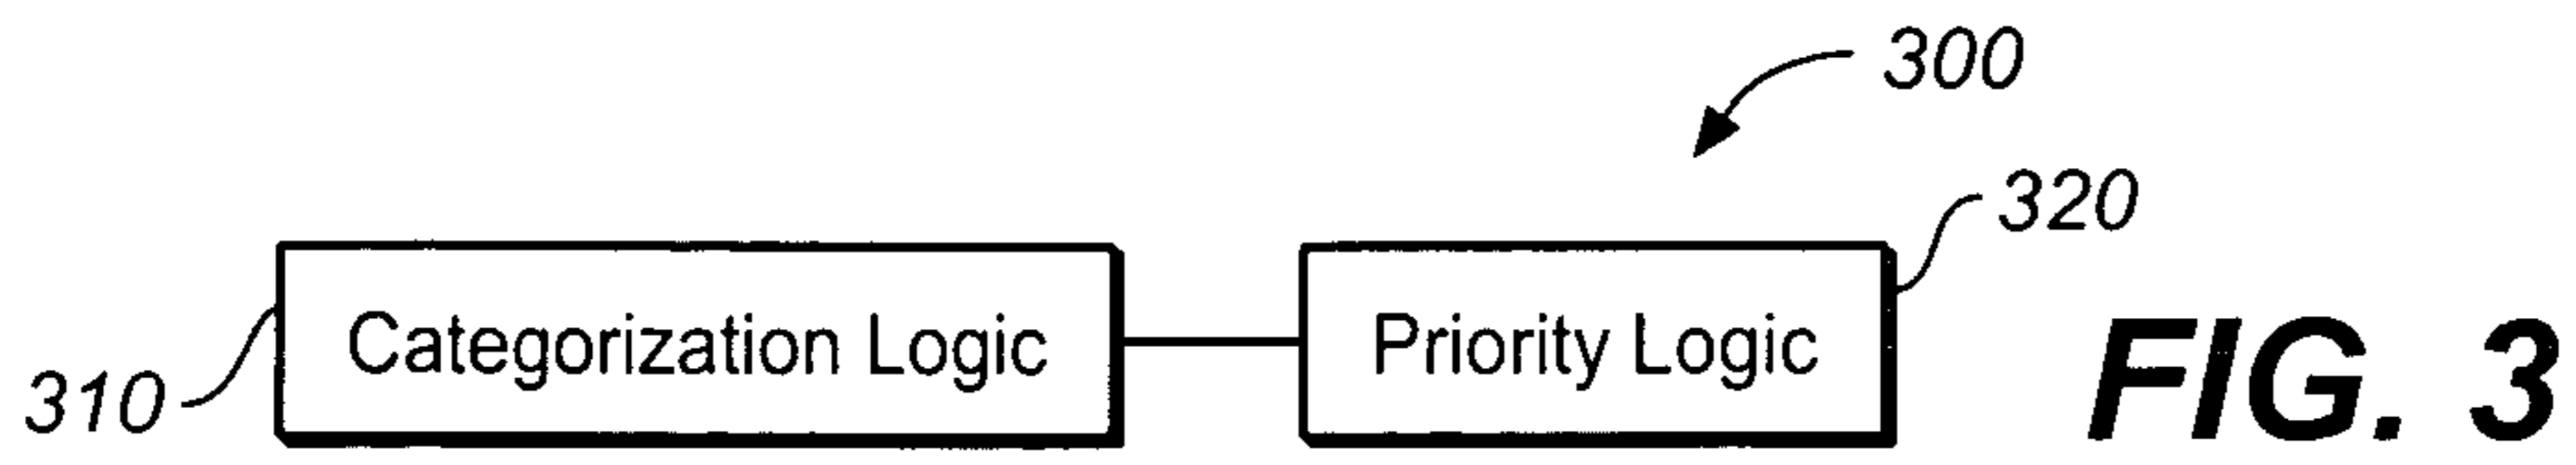 300
320
Categorization Logic
Priority Logic
310
FIG. 3